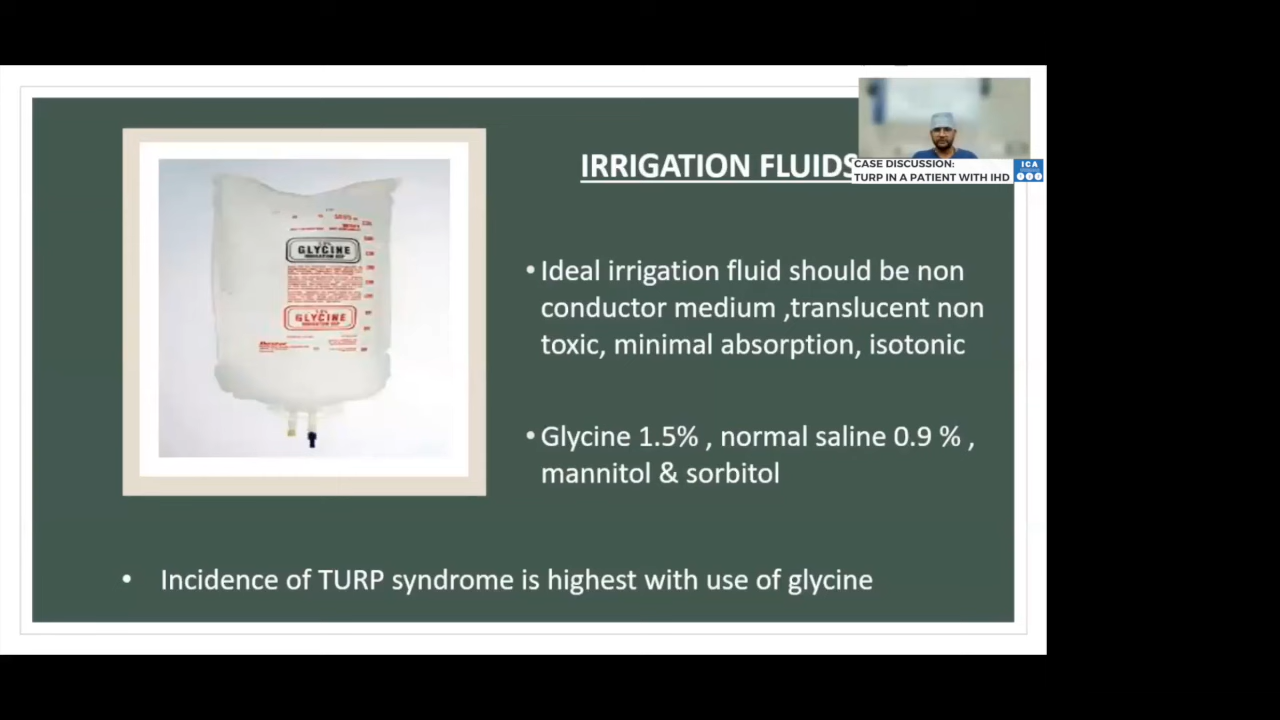 IRRIGATION FLUIDS
CASE DISCUSSION:
TURP IN A PATIENT WITH IHD
ICA
GLYCINE
GLYCINE
•Ideal irrigation fluid should be non
conductor medium ,translucent non
toxic, minimal absorption, isotonic
•Glycine 1.5% , normal saline 0.9 % ,
mannitol & sorbitol
• Incidence of TURP syndrome is highest with use of glycine